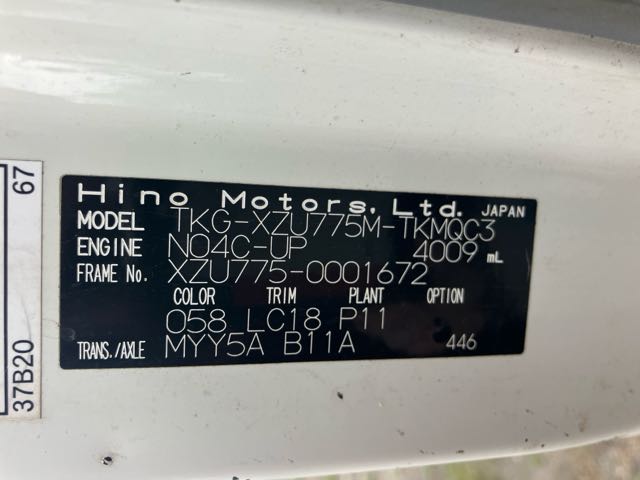 Hino Motors, Ltd. JAPAN
MODEL TKG-XZU775M-TKMQC3
ENGINE N04C-UP 4009 mL
FRAME No. XZU775-0001672
COLOR TRIM PLANT OPTION
058 LC18 P11
TRANS./AXLE MYY5A B11A 446
37B20 67